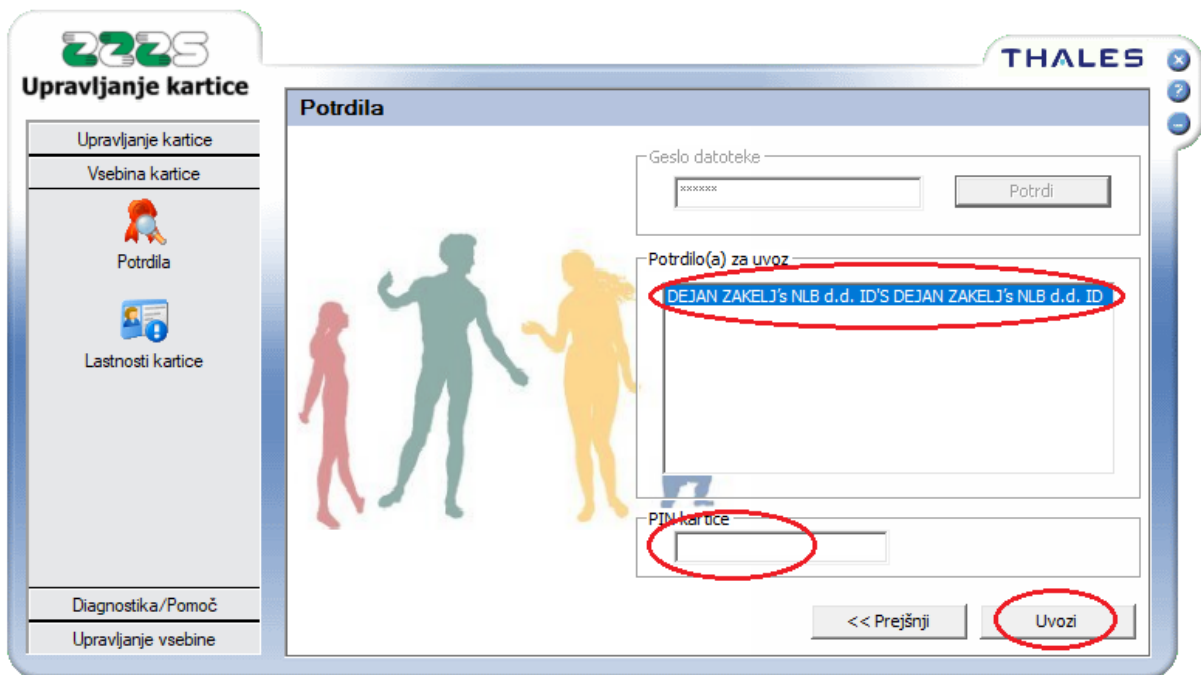 ZZZS
Upravljanje kartice
THALES
Upravljanje kartice
Vsebina kartice
Potrdila
Lastnosti kartice
Diagnostika/Pomoč
Upravljanje vsebine
Potrdila
Geslo datoteke
××××××
Potrdi
Potrdilo(a) za uvoz
DEJAN ZAKELJ's NLB d.d. ID'S DEJAN ZAKELJ's NLB d.d. ID
PIN kartice
<< Prejšnji
Uvozi